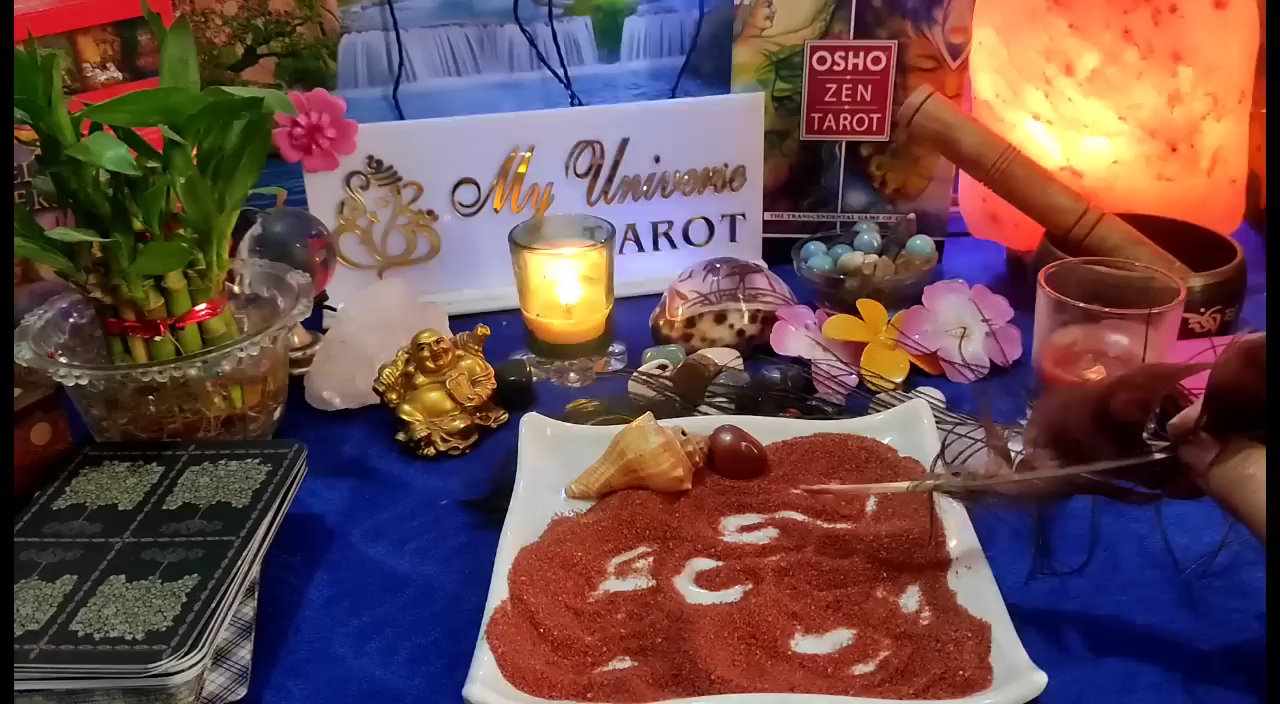 My Universe
TAROT
OSHO
ZEN
TAROT
THE TRANSCENDENTAL GAME OF